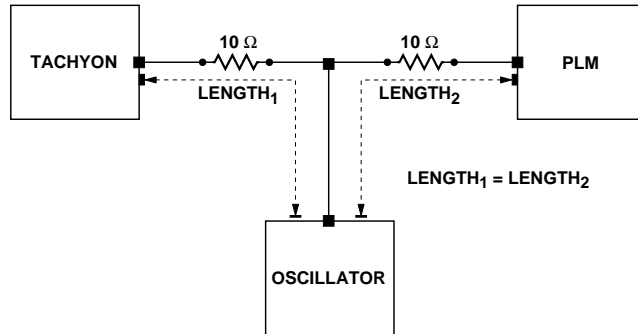 10 Ω
10 Ω
TACHYON
PLM
LENGTH₁
LENGTH₂
LENGTH₁ = LENGTH₂
OSCILLATOR